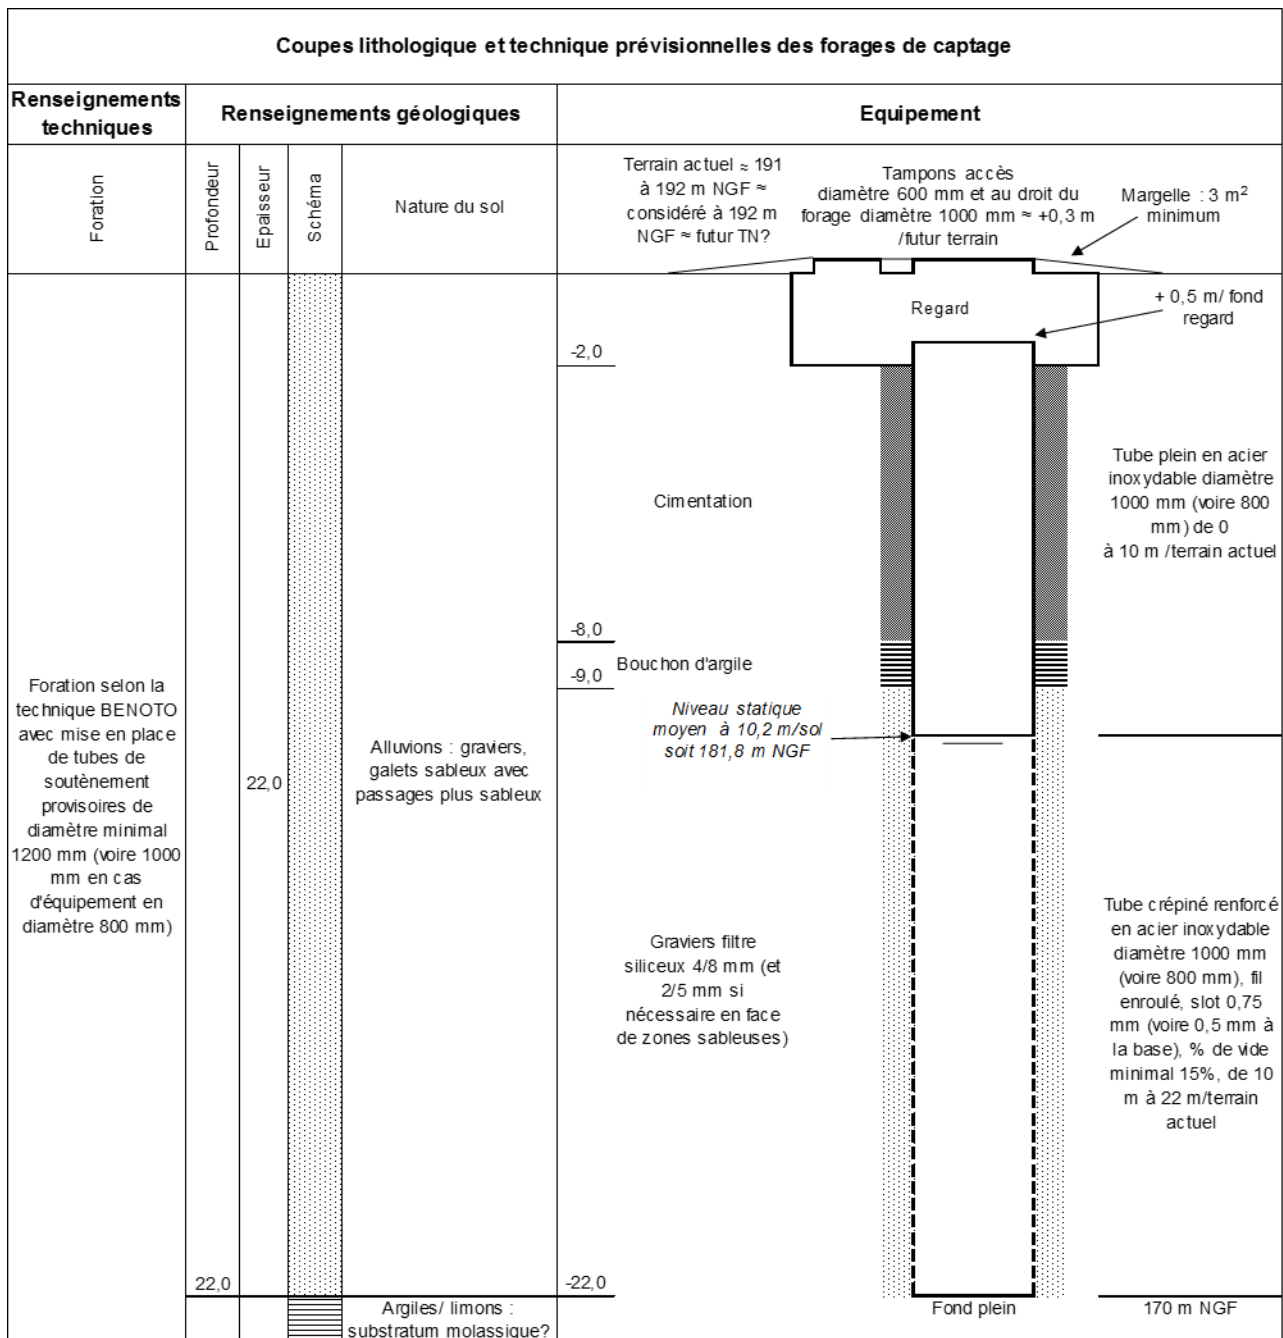 Coupes lithologique et technique prévisionnelles des forages de captage
Renseignements
techniques
Renseignements géologiques
Equipement
Foration
Profondeur
Epaisseur
Schéma
Nature du sol
Terrain actuel ≈ 191
à 192 m NGF ≈
considéré à 192 m
NGF ≈ futur TN?
Tampons accès
diamètre 600 mm et au droit du
forage diamètre 1000 mm ≈ +0,3 m
/futur terrain
Margelle : 3 m²
minimum
Regard
+ 0,5 m/ fond
regard
-2,0
Cimentation
Tube plein en acier
inoxydable diamètre
1000 mm (voire 800
mm) de 0
à 10 m /terrain actuel
-8,0
Bouchon d'argile
-9,0
Niveau statique
moyen à 10,2 m/sol
soit 181,8 m NGF
Foration selon la
technique BENOTO
avec mise en place
de tubes de
soutènement
provisoires de
diamètre minimal
1200 mm (voire 1000
mm en cas
d'équipement en
diamètre 800 mm)
22,0
Alluvions : graviers,
galets sableux avec
passages plus sableux
Graviers filtre
siliceux 4/8 mm (et
2/5 mm si
nécessaire en face
de zones sableuses)
Tube crépiné renforcé
en acier inoxydable
diamètre 1000 mm
(voire 800 mm), fil
enroulé, slot 0,75
mm (voire 0,5 mm à
la base), % de vide
minimal 15%, de 10
m à 22 m/terrain
actuel
22,0
-22,0
Argiles/ limons :
substratum molassique?
Fond plein
170 m NGF